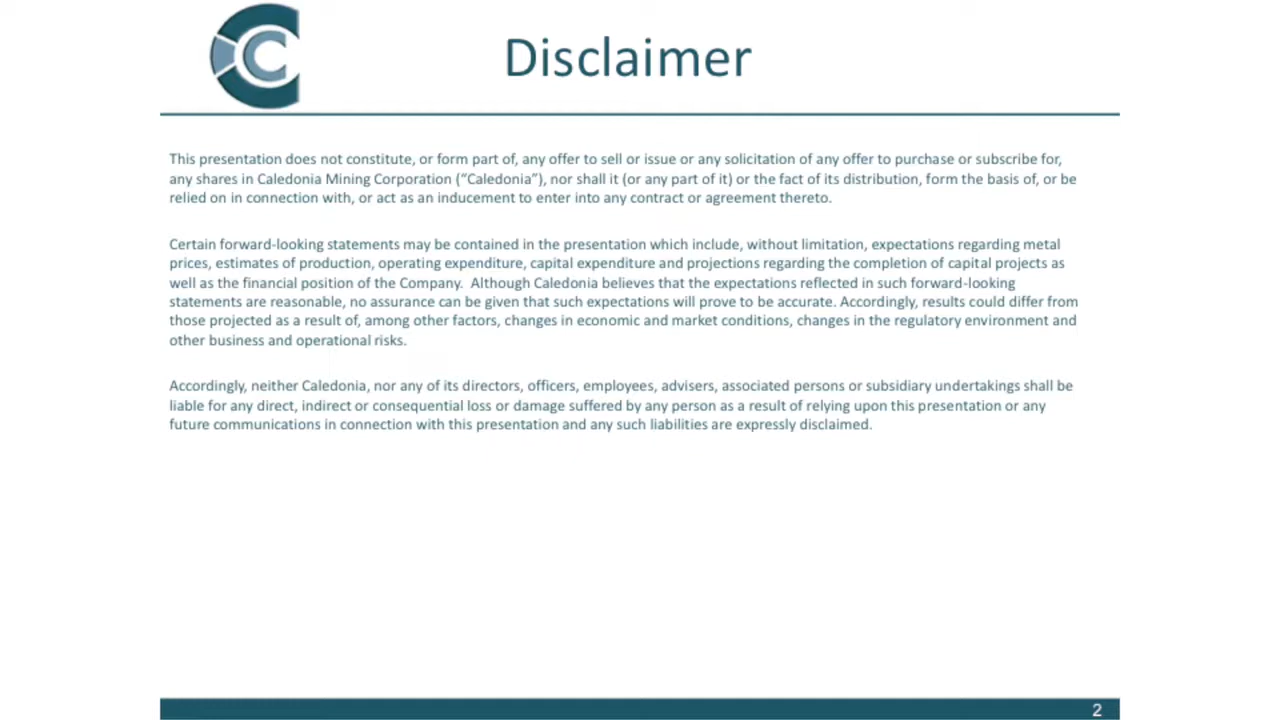 C
Disclaimer
This presentation does not constitute, or form part of, any offer to sell or issue or any solicitation of any offer to purchase or subscribe for,
any shares in Caledonia Mining Corporation (“Caledonia”), nor shall it (or any part of it) or the fact of its distribution, form the basis of, or be
relied on in connection with, or act as an inducement to enter into any contract or agreement thereto.
Certain forward-looking statements may be contained in the presentation which include, without limitation, expectations regarding metal
prices, estimates of production, operating expenditure, capital expenditure and projections regarding the completion of capital projects as
well as the financial position of the Company.  Although Caledonia believes that the expectations reflected in such forward-looking
statements are reasonable, no assurance can be given that such expectations will prove to be accurate. Accordingly, results could differ from
those projected as a result of, among other factors, changes in economic and market conditions, changes in the regulatory environment and
other business and operational risks.
Accordingly, neither Caledonia, nor any of its directors, officers, employees, advisers, associated persons or subsidiary undertakings shall be
liable for any direct, indirect or consequential loss or damage suffered by any person as a result of relying upon this presentation or any
future communications in connection with this presentation and any such liabilities are expressly disclaimed.
2